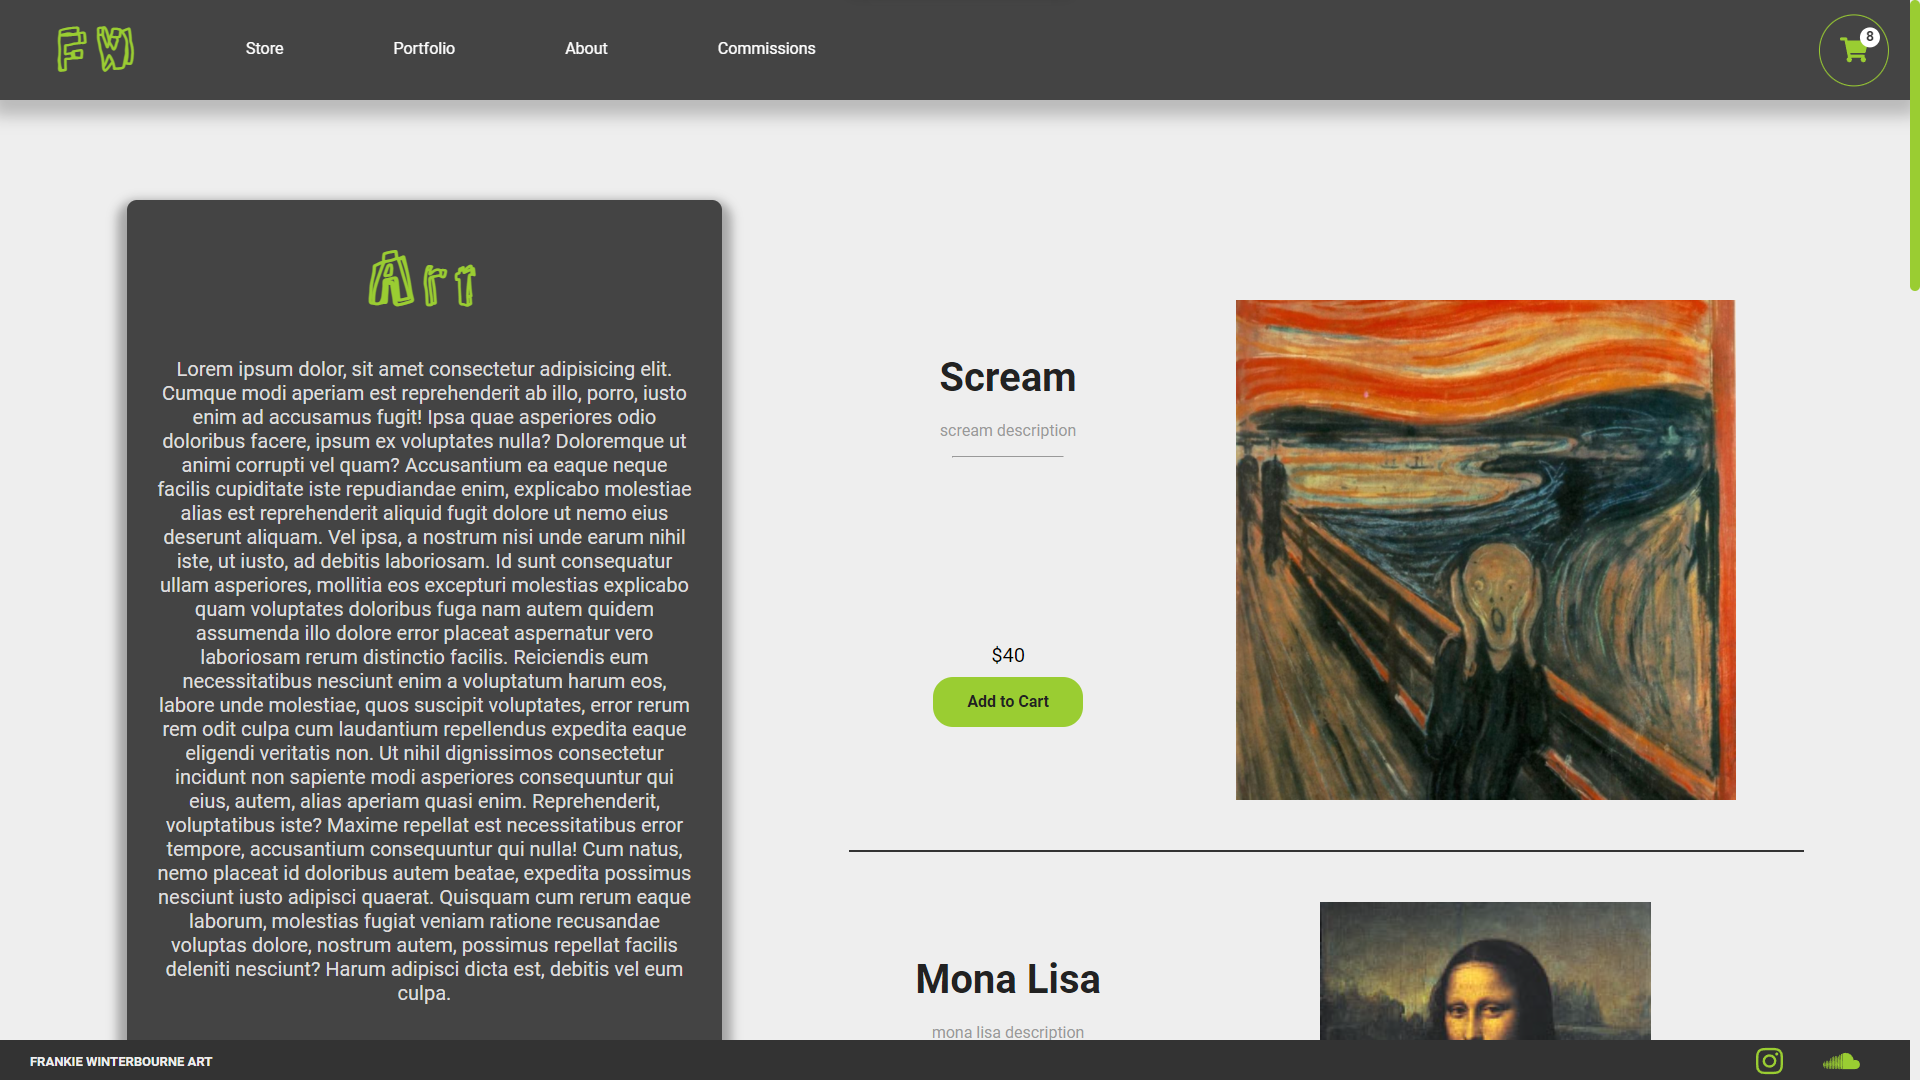 FW
Store
Portfolio
About
Commissions
8
Art
Lorem ipsum dolor, sit amet consectetur adipisicing elit.
Cumque modi aperiam est reprehenderit ab illo, porro, iusto
enim ad accusamus fugit! Ipsa quae asperiores odio
doloribus facere, ipsum ex voluptates nulla? Doloremque ut
animi corrupti vel quam? Accusantium ea eaque neque
facilis cupiditate iste repudiandae enim, explicabo molestiae
alias est reprehenderit aliquid fugit dolore ut nemo eius
deserunt aliquam. Vel ipsa, a nostrum nisi unde earum nihil
iste, ut iusto, ad debitis laboriosam. Id sunt consequatur
ullam asperiores, mollitia eos excepturi molestias explicabo
quam voluptates doloribus fuga nam autem quidem
assumenda illo dolore error placeat aspernatur vero
laboriosam rerum distinctio facilis. Reiciendis eum
necessitatibus nesciunt enim a voluptatum harum eos,
labore unde molestiae, quos suscipit voluptates, error rerum
rem odit culpa cum laudantium repellendus expedita eaque
eligendi veritatis non. Ut nihil dignissimos consectetur
incidunt non sapiente modi asperiores consequuntur qui
eius, autem, alias aperiam quasi enim. Reprehenderit,
voluptatibus iste? Maxime repellat est necessitatibus error
tempore, accusantium consequuntur qui nulla! Cum natus,
nemo placeat id doloribus autem beatae, expedita possimus
nesciunt iusto adipisci quaerat. Quisquam cum rerum eaque
laborum, molestias fugiat veniam ratione recusandae
voluptas dolore, nostrum autem, possimus repellat facilis
deleniti nesciunt? Harum adipisci dicta est, debitis vel eum
culpa.
Scream
scream description
$40
Add to Cart
Mona Lisa
mona lisa description
FRANKIE WINTERBOURNE ART